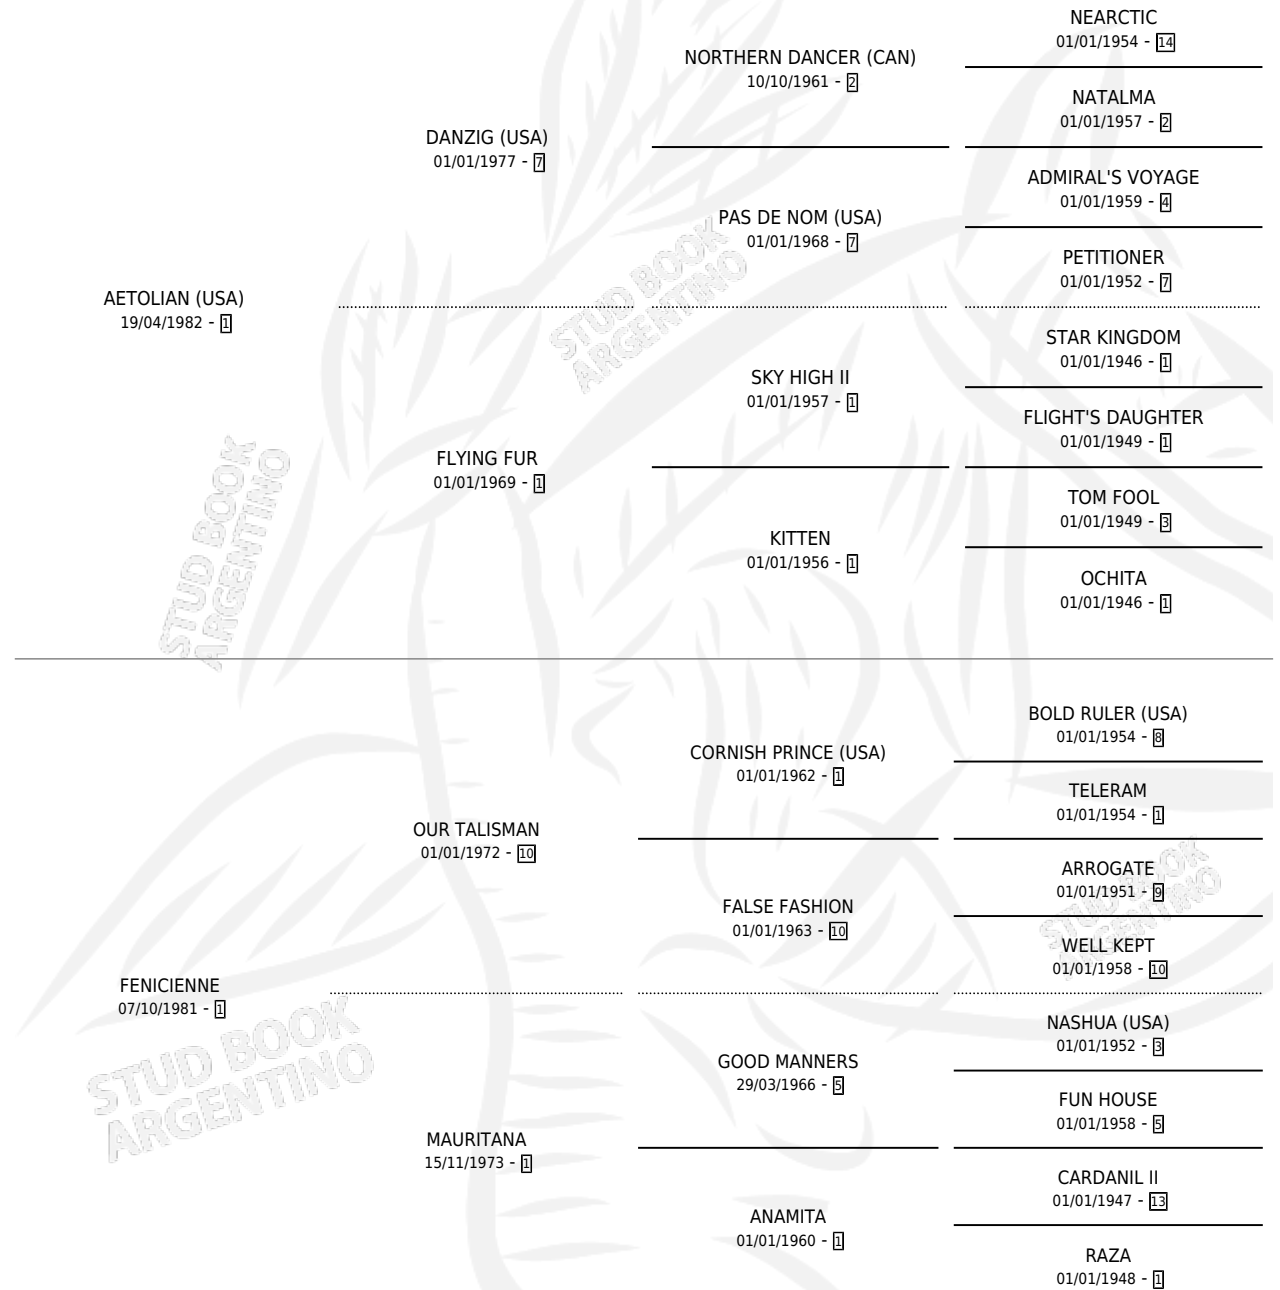 NEARCTIC
01/01/1954 - 14
NORTHERN DANCER (CAN)
10/10/1961 - 2
NATALMA
01/01/1957 - 2
DANZIG (USA)
01/01/1977 - 7
ADMIRAL'S VOYAGE
01/01/1959 - 4
PAS DE NOM (USA)
01/01/1968 - 7
PETITIONER
01/01/1952 - 7
AETOLIAN (USA)
19/04/1982 - 1
STAR KINGDOM
01/01/1946 - 1
SKY HIGH II
01/01/1957 - 1
FLIGHT'S DAUGHTER
01/01/1949 - 1
FLYING FUR
01/01/1969 - 1
TOM FOOL
01/01/1949 - 3
KITTEN
01/01/1956 - 1
OCHITA
01/01/1946 - 1
STUD BOOK
ARGENTINO
STUD BOOK
ARGENTINO
BOLD RULER (USA)
01/01/1954 - 8
CORNISH PRINCE (USA)
01/01/1962 - 1
TELERAM
01/01/1954 - 1
OUR TALISMAN
01/01/1972 - 10
ARROGATE
01/01/1951 - 9
FALSE FASHION
01/01/1963 - 10
WELL KEPT
01/01/1958 - 10
STUD BOOK
ARGENTINO
FENICIENNE
07/10/1981 - 1
NASHUA (USA)
01/01/1952 - 3
GOOD MANNERS
29/03/1966 - 5
FUN HOUSE
01/01/1958 - 5
STUD BOOK
ARGENTINO
MAURITANA
15/11/1973 - 1
CARDANIL II
01/01/1947 - 13
ANAMITA
01/01/1960 - 1
RAZA
01/01/1948 - 1